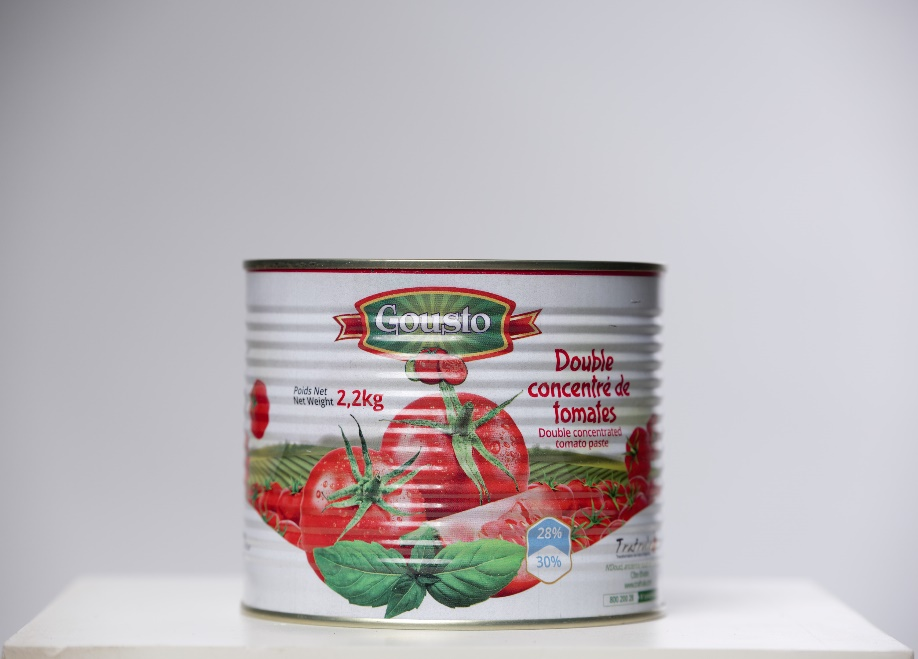 Gousto
Poids Net
Net Weight 2,2kg
Double
concentré de
tomates
Double concentrated
tomato paste
28%
30%